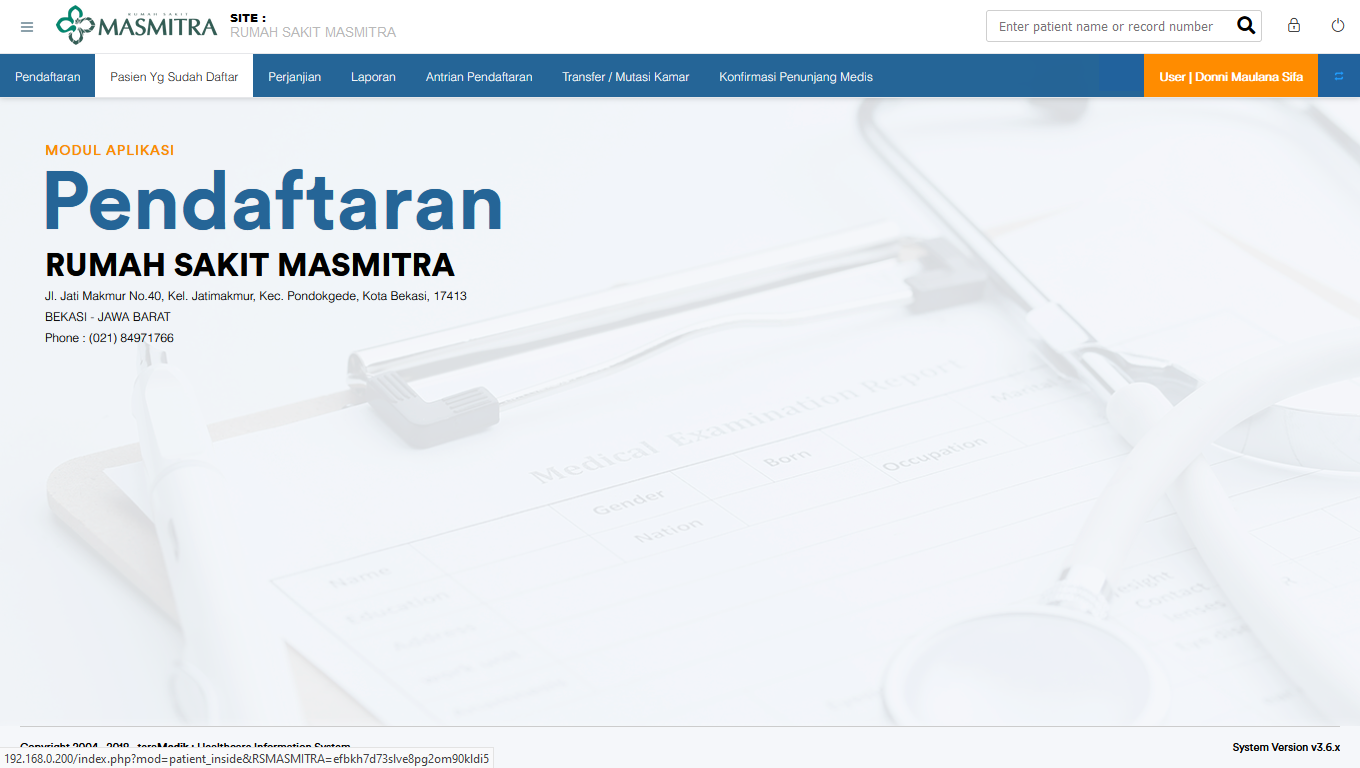 RUMAH SAKIT
MASMITRA
SITE :
RUMAH SAKIT MASMITRA
Enter patient name or record number
Pendaftaran
Pasien Yg Sudah Daftar
Perjanjian
Laporan
Antrian Pendaftaran
Transfer / Mutasi Kamar
Konfirmasi Penunjang Medis
User | Donni Maulana Sifa
MODUL APLIKASI
Pendaftaran
RUMAH SAKIT MASMITRA
Jl. Jati Makmur No.40, Kel. Jatimakmur, Kec. Pondokgede, Kota Bekasi, 17413
BEKASI - JAWA BARAT
Phone : (021) 84971766
Medical Examination Report
Born
Occupation
Gender
Nation
Name
Education
Contact
Lenses
Copyright 2004 - 2018 - teraMedik : Healthcare Information System
System Version v3.6.x
192.168.0.200/index.php?mod=patient_inside&RSMASMITRA=efbkh7d73slve8pg2om90kldi5